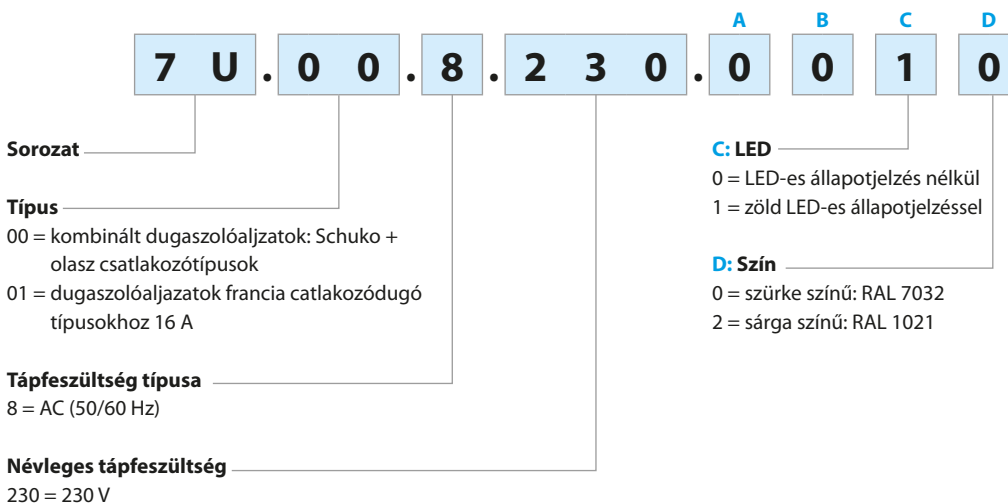 A B C D
7 U . 0 0 . 8 . 2 3 0 . 0 0 1 0
Sorozat
Típus
00 = kombinált dugaszolóaljzatok: Schuko +
olasz csatlakozótípusok
01 = dugaszolóaljazatok francia catlakozódugó
típusokhoz 16 A
Tápfeszültség típusa
8 = AC (50/60 Hz)
Névleges tápfeszültség
230 = 230 V
C: LED
0 = LED-es állapotjelzés nélkül
1 = zöld LED-es állapotjelzéssel
D: Szín
0 = szürke színű: RAL 7032
2 = sárga színű: RAL 1021